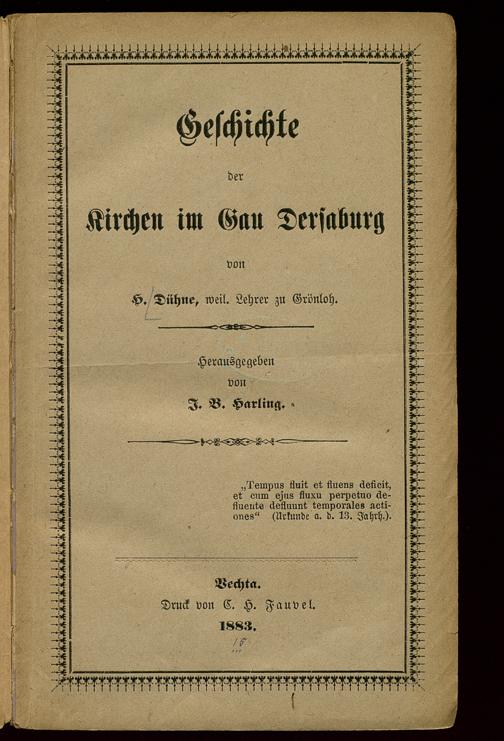 Geschichte
der
Kirchen im Gau Dersaburg
von
H. Dühne, weil. Lehrer zu Grönloh.
Herausgegeben
von
J. B. Harling.
„Tempus fluit et fluens deficit,
et cum ejus fluxu perpetuo de-
fluente defluunt temporales acti-
ones“ (Urkunde a. d. 13. Jahrh.).
Vechta.
Druck von C. H. Fauvel.
1883.